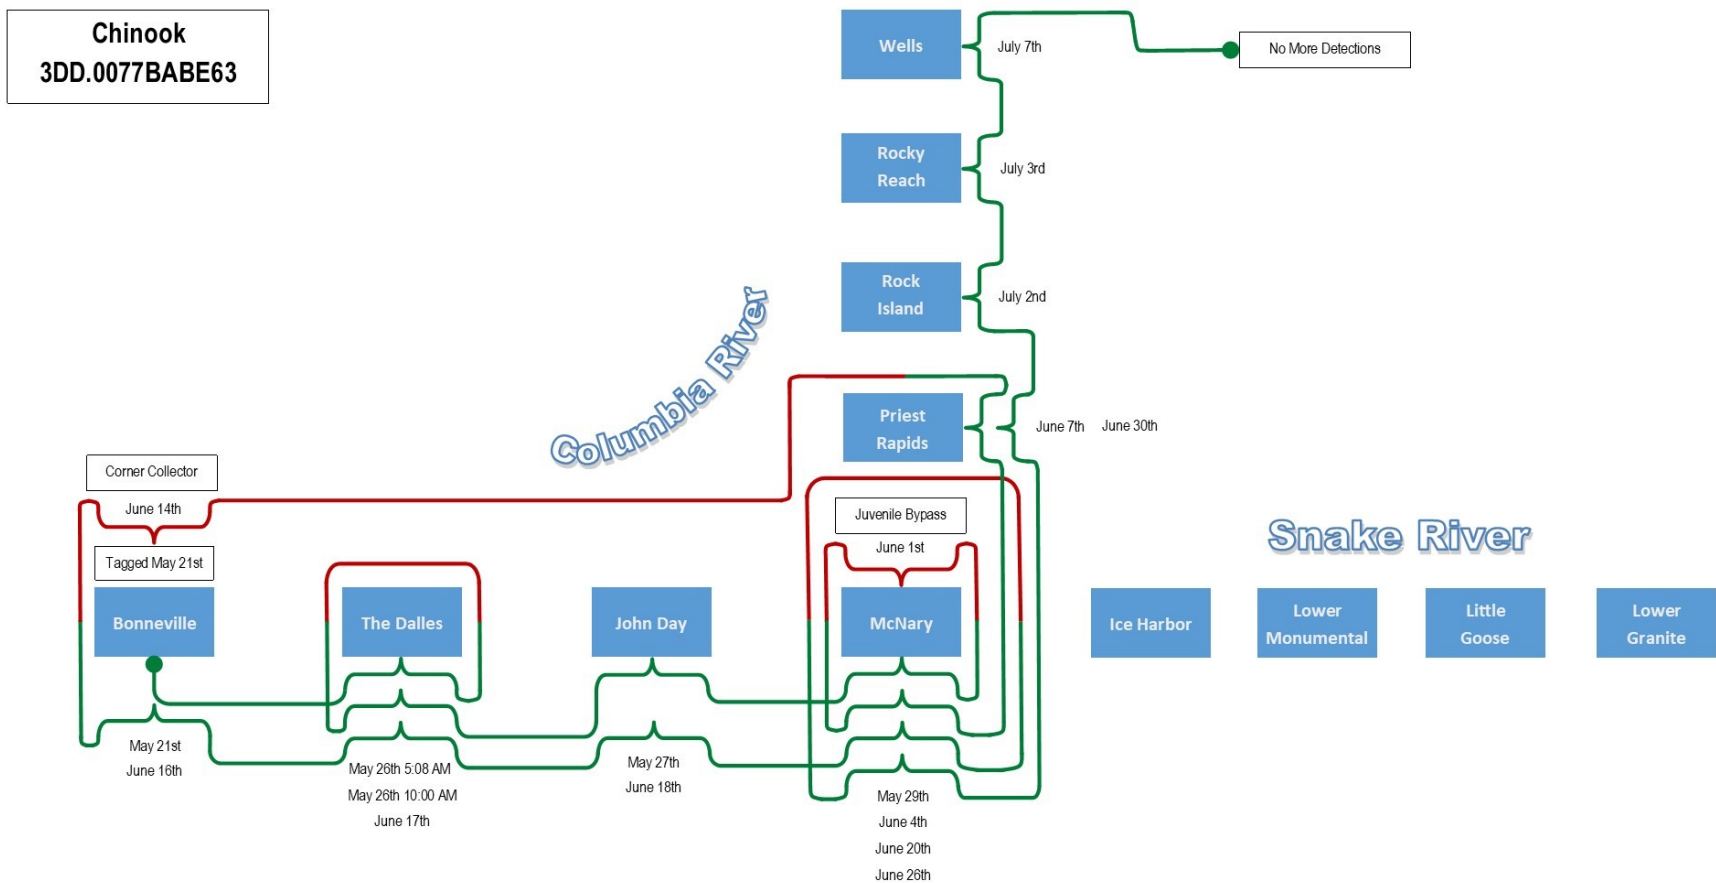 Chinook
3DD.0077BABE63
Wells
July 7th
No More Detections
Rocky
Reach
July 3rd
Rock
Island
July 2nd
Columbia River
Priest
Rapids
June 7th
June 30th
Corner Collector
June 14th
Tagged May 21st
Juvenile Bypass
June 1st
Snake River
Bonneville
The Dalles
John Day
McNary
Ice Harbor
Lower
Monumental
Little
Goose
Lower
Granite
May 21st
June 16th
May 26th 5:08 AM
May 26th 10:00 AM
June 17th
May 27th
June 18th
May 29th
June 4th
June 20th
June 26th